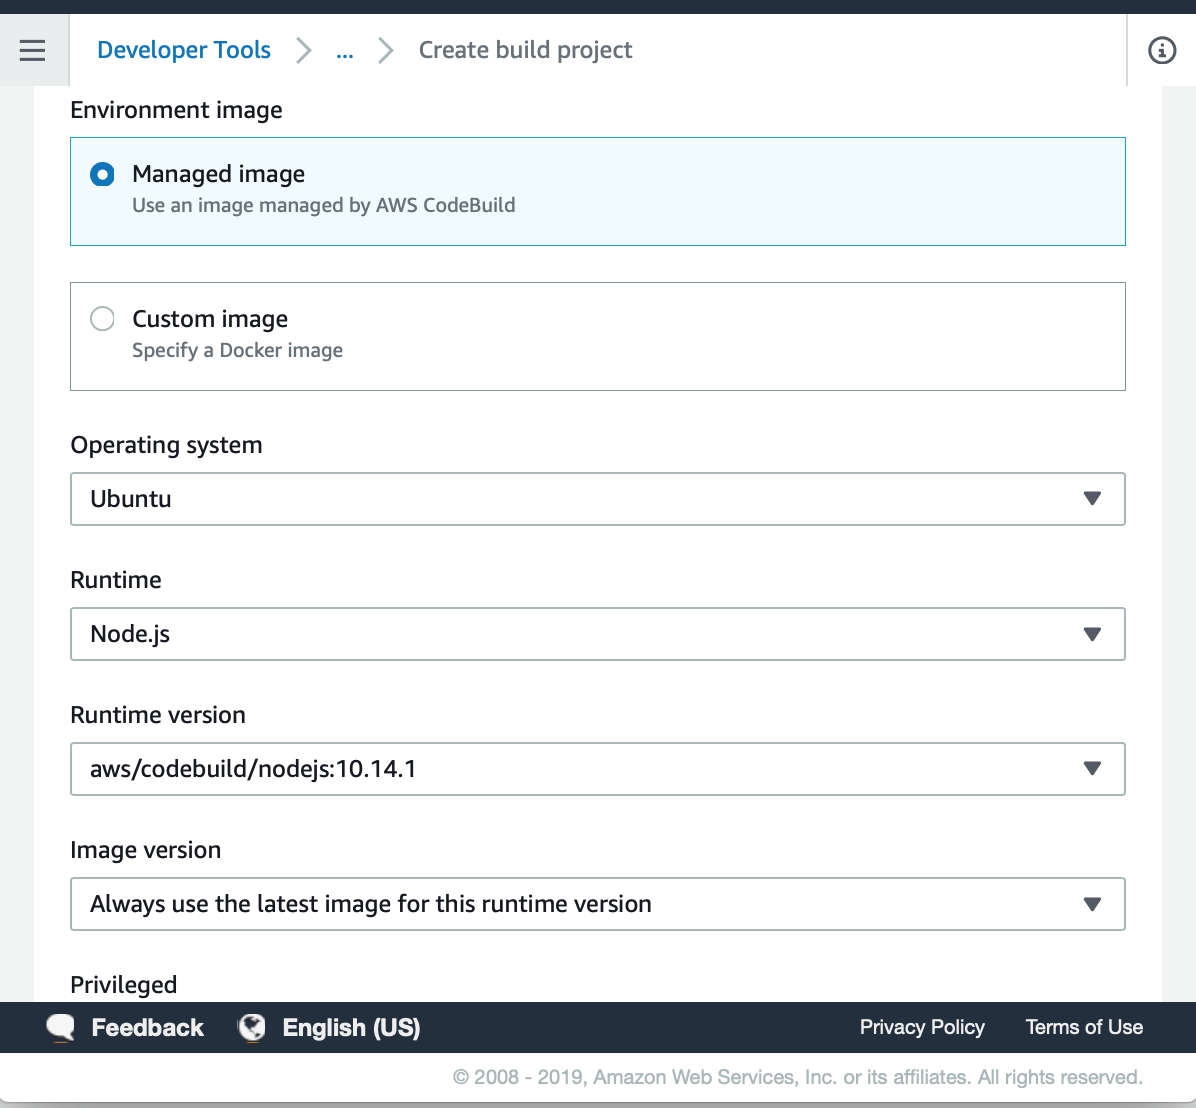 Developer Tools > ... > Create build project
Environment image
Managed image
Use an image managed by AWS CodeBuild
Custom image
Specify a Docker image
Operating system
Ubuntu
Runtime
Node.js
Runtime version
aws/codebuild/nodejs:10.14.1
Image version
Always use the latest image for this runtime version
Privileged
Feedback English (US) Privacy Policy Terms of Use
© 2008 - 2019, Amazon Web Services, Inc. or its affiliates. All rights reserved.